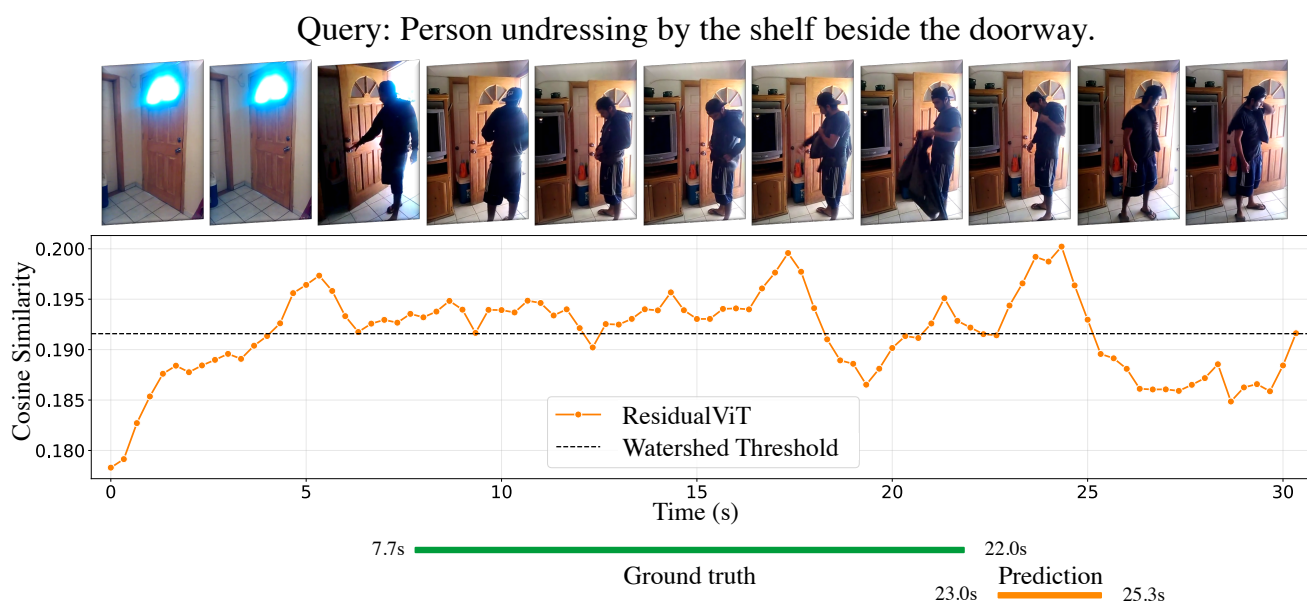 Query: Person undressing by the shelf beside the doorway.
Cosine Similarity
0.200
0.195
0.190
0.185
0.180
ResidualViT
Watershed Threshold
0 5 10 15 20 25 30
Time (s)
7.7s 22.0s
Ground truth Prediction
23.0s 25.3s